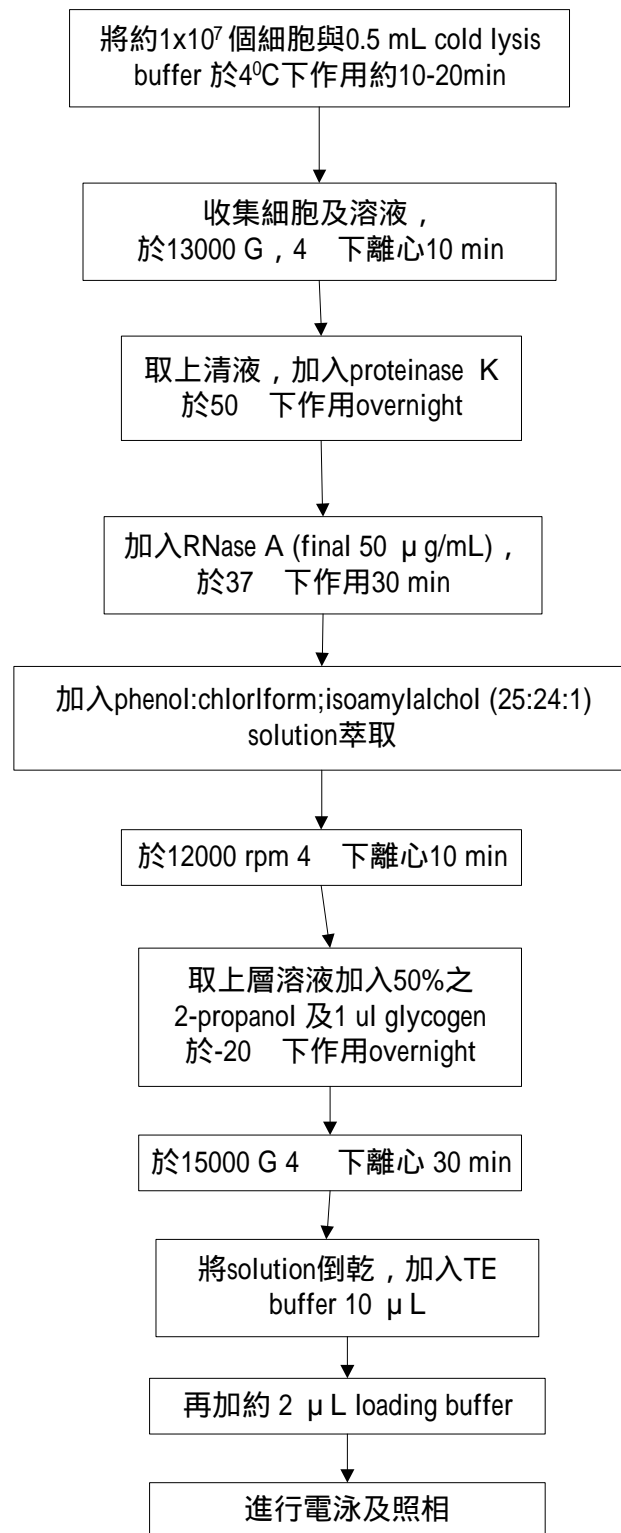 將約1x10⁷ 個細胞與0.5 mL cold lysis
buffer 於4⁰C下作用約10-20min
收集細胞及溶液，
於13000 G，4　下離心10 min
取上清液，加入proteinase K
於50　下作用overnight
加入RNase A (final 50 μ g/mL)，
於37　下作用30 min
加入phenol:chlorlform;isoamylalchol (25:24:1)
solution萃取
於12000 rpm 4　下離心10 min
取上層溶液加入50%之
2-propanol 及1 ul glycogen
於-20　下作用overnight
於15000 G 4　下離心 30 min
將solution倒乾，加入TE
buffer 10 μ L
再加約 2 μ L loading buffer
進行電泳及照相